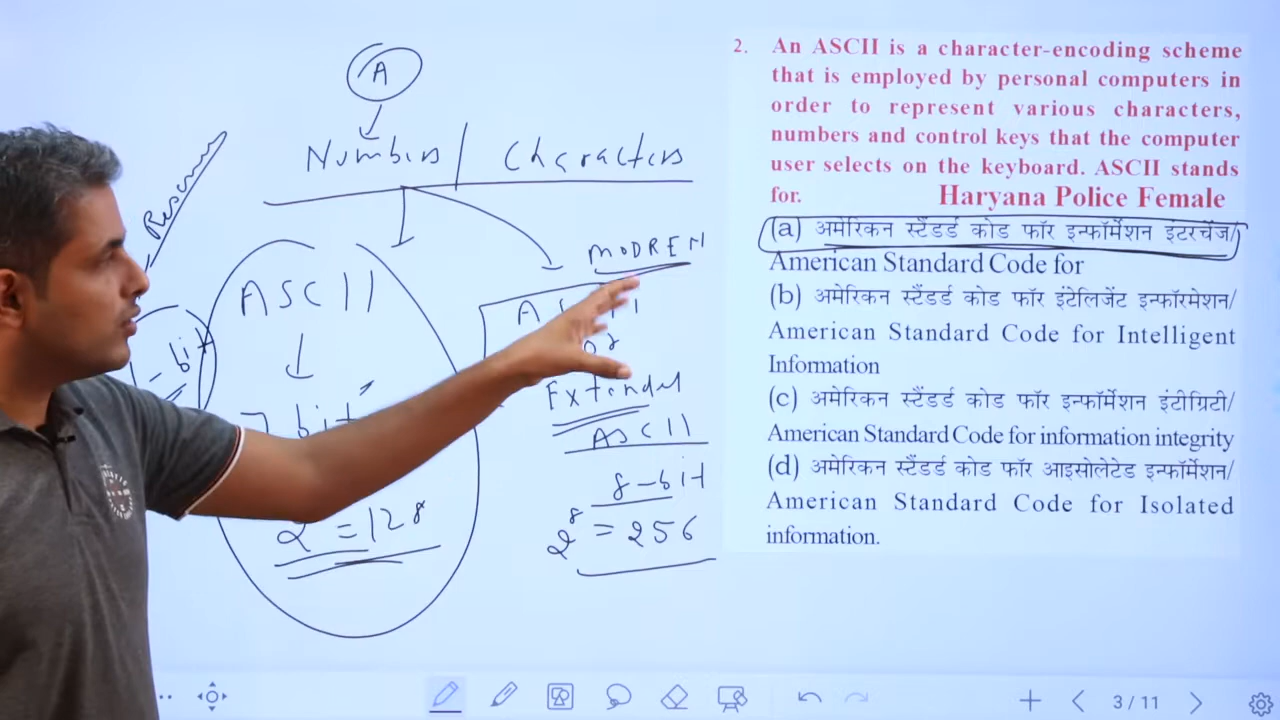 A
Numbers / Characters
ASCII
7 bit
2 = 128
MODREN
Extended
ASCII
8-bit
2⁸ = 256
2. An ASCII is a character-encoding scheme
that is employed by personal computers in
order to represent various characters,
numbers and control keys that the computer
user selects on the keyboard. ASCII stands
for. Haryana Police Female
(a) अमेरिकन स्टैंडर्ड कोड फॉर इन्फॉर्मेशन इंटरचेंज/
American Standard Code for
(b) अमेरिकन स्टैंडर्ड कोड फॉर इंटेलिजेंट इन्फॉरमेशन/
American Standard Code for Intelligent
Information
(c) अमेरिकन स्टैंडर्ड कोड फॉर इन्फॉर्मेशन इंटीग्रिटी/
American Standard Code for information integrity
(d) अमेरिकन स्टैंडर्ड कोड फॉर आइसोलेटेड इन्फॉर्मेशन/
American Standard Code for Isolated
information.
3 / 11